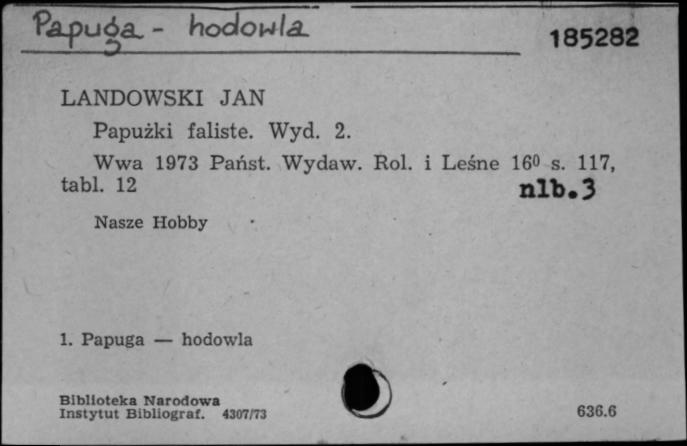 Papuga - hodowla
185282
LANDOWSKI JAN
Papużki faliste. Wyd. 2.
Wwa 1973 Państ. Wydaw. Rol. i Leśne 16⁰ s. 117,
tabl. 12
nlb.3
Nasze Hobby
1. Papuga — hodowla
Biblioteka Narodowa
Instytut Bibliograf. 4307/73
636.6